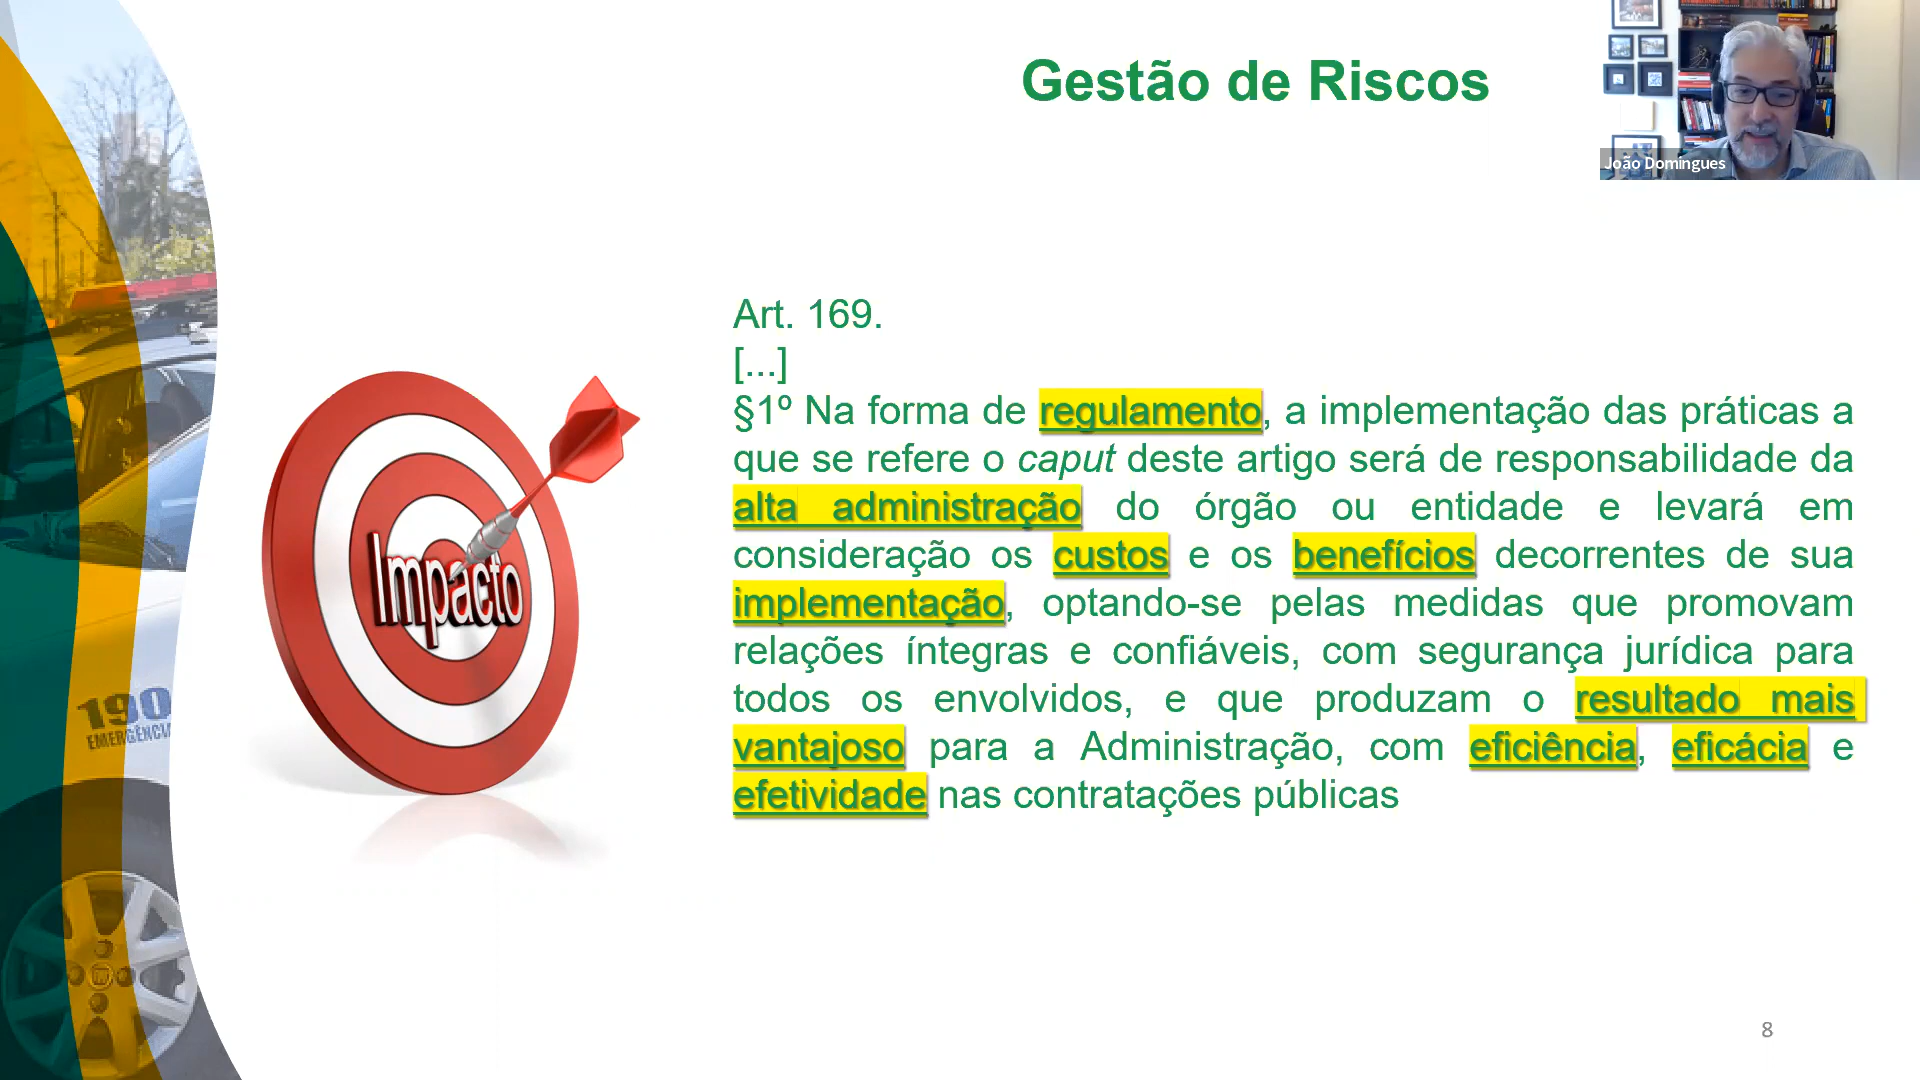 Gestão de Riscos
João Domingues
Art. 169.
[...]
§1º Na forma de regulamento, a implementação das práticas a
que se refere o caput deste artigo será de responsabilidade da
alta administração do órgão ou entidade e levará em
consideração os custos e os benefícios decorrentes de sua
implementação, optando-se pelas medidas que promovam
relações íntegras e confiáveis, com segurança jurídica para
todos os envolvidos, e que produzam o resultado mais
vantajoso para a Administração, com eficiência, eficácia e
efetividade nas contratações públicas
Impacto
190
EMERGÊNCIA
8